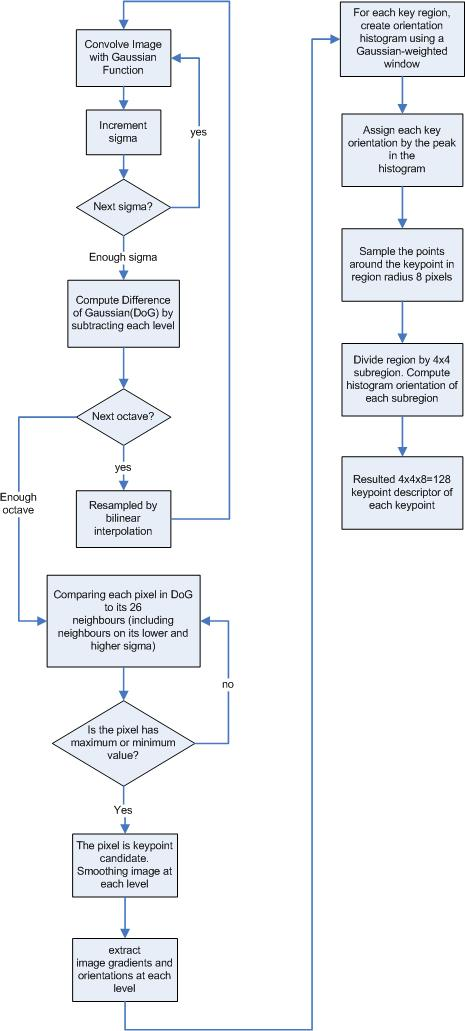 Convolve Image
with Gaussian
Function
Increment
sigma
yes
Next sigma?
Enough sigma
Compute Difference
of Gaussian(DoG) by
subtracting each level
Next octave?
yes
Enough
octave
Resampled by
bilinear
interpolation
Comparing each pixel in DoG
to its 26
neighbours (including
neighbours on its lower and
higher sigma)
no
Is the pixel has
maximum or minimum
value?
Yes
The pixel is keypoint
candidate.
Smoothing image at
each level
extract
image gradients and
orientations at each
level
For each key region,
create orientation
histogram using a
Gaussian-weighted
window
Assign each key
orientation by the peak
in the
histogram
Sample the points
around the keypoint in
region radius 8 pixels
Divide region by 4x4
subregion. Compute
histogram orientation of
each subregion
Resulted 4x4x8=128
keypoint descriptor of
each keypoint